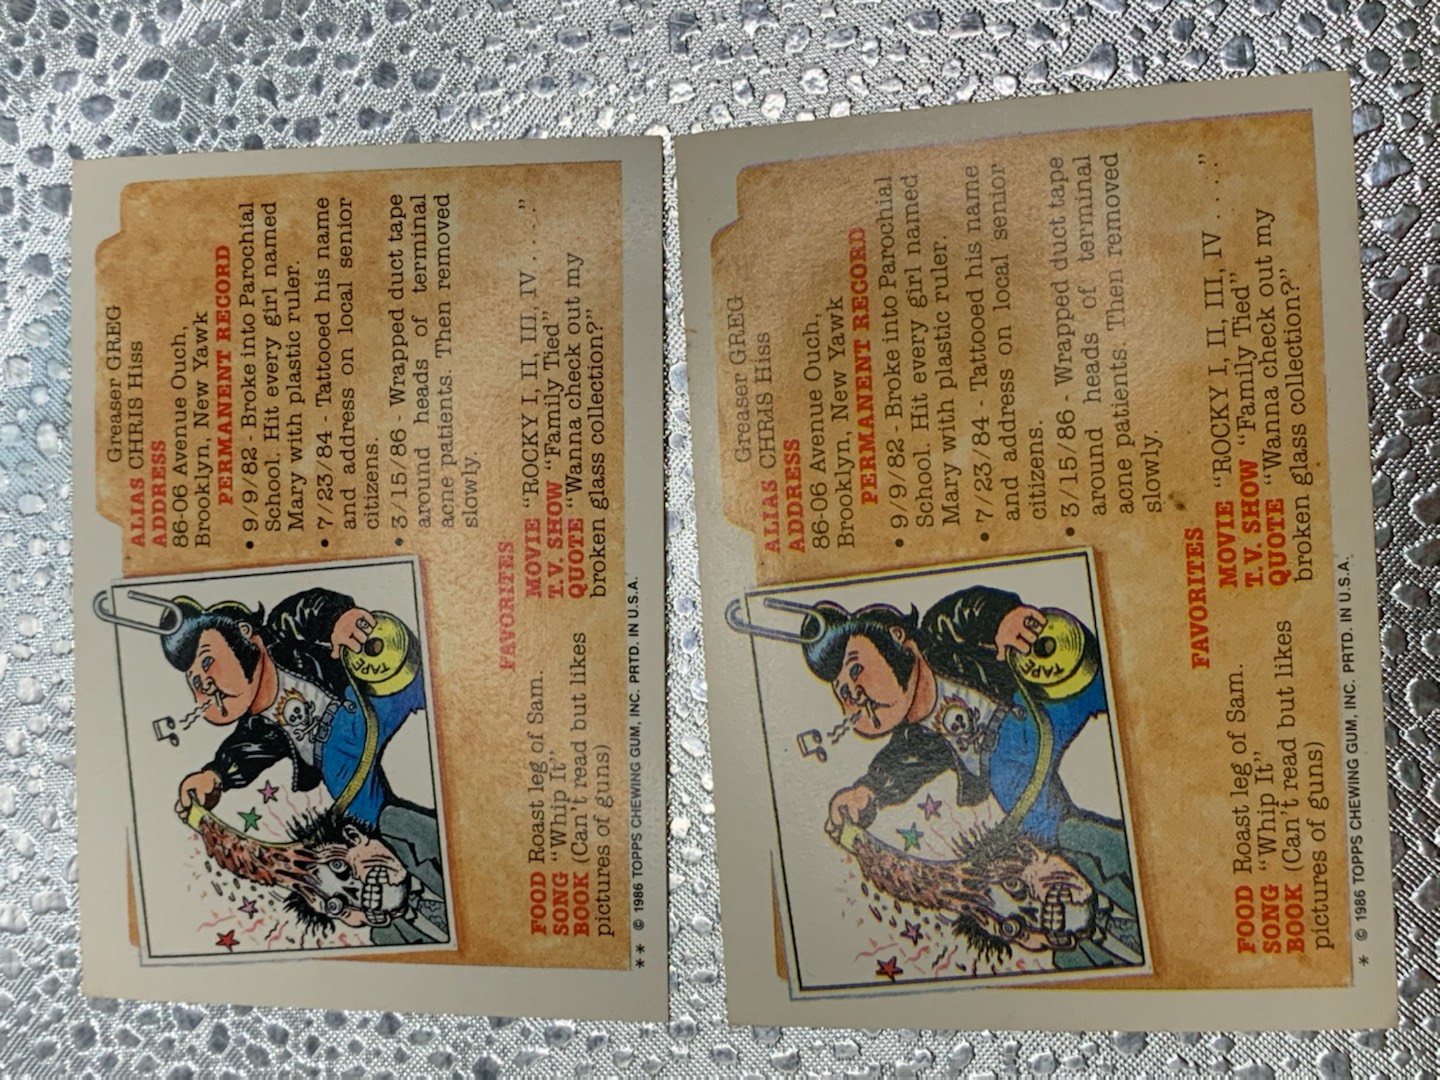 Greaser GREG
ALIAS CHRIS Hiss
ADDRESS
86-06 Avenue Ouch,
Brooklyn, New Yawk
PERMANENT RECORD
• 9/9/82 - Broke into Parochial
School. Hit every girl named
Mary with plastic ruler.
• 7/23/84 - Tattooed his name
and address on local senior
citizens.
• 3/15/86 - Wrapped duct tape
around heads of terminal
acne patients. Then removed
slowly.
TAPE
FAVORITES
FOOD Roast leg of Sam.
SONG "Whip It"
BOOK (Can't read but likes
pictures of guns)
MOVIE "ROCKY I, II, III, IV . . . ."
T.V. SHOW "Family Tied"
QUOTE "Wanna check out my
broken glass collection?"
** © 1986 TOPPS CHEWING GUM, INC. PRTD. IN U.S.A.
Greaser GREG
ALIAS CHRIS Hiss
ADDRESS
86-06 Avenue Ouch,
Brooklyn, New Yawk
PERMANENT RECORD
• 9/9/82 - Broke into Parochial
School. Hit every girl named
Mary with plastic ruler.
• 7/23/84 - Tattooed his name
and address on local senior
citizens.
• 3/15/86 - Wrapped duct tape
around heads of terminal
acne patients. Then removed
slowly.
TAPE
FAVORITES
FOOD Roast leg of Sam.
SONG "Whip It"
BOOK (Can't read but likes
pictures of guns)
MOVIE "ROCKY I, II, III, IV . . . ."
T.V. SHOW "Family Tied"
QUOTE "Wanna check out my
broken glass collection?"
* © 1986 TOPPS CHEWING GUM, INC. PRTD. IN U.S.A.